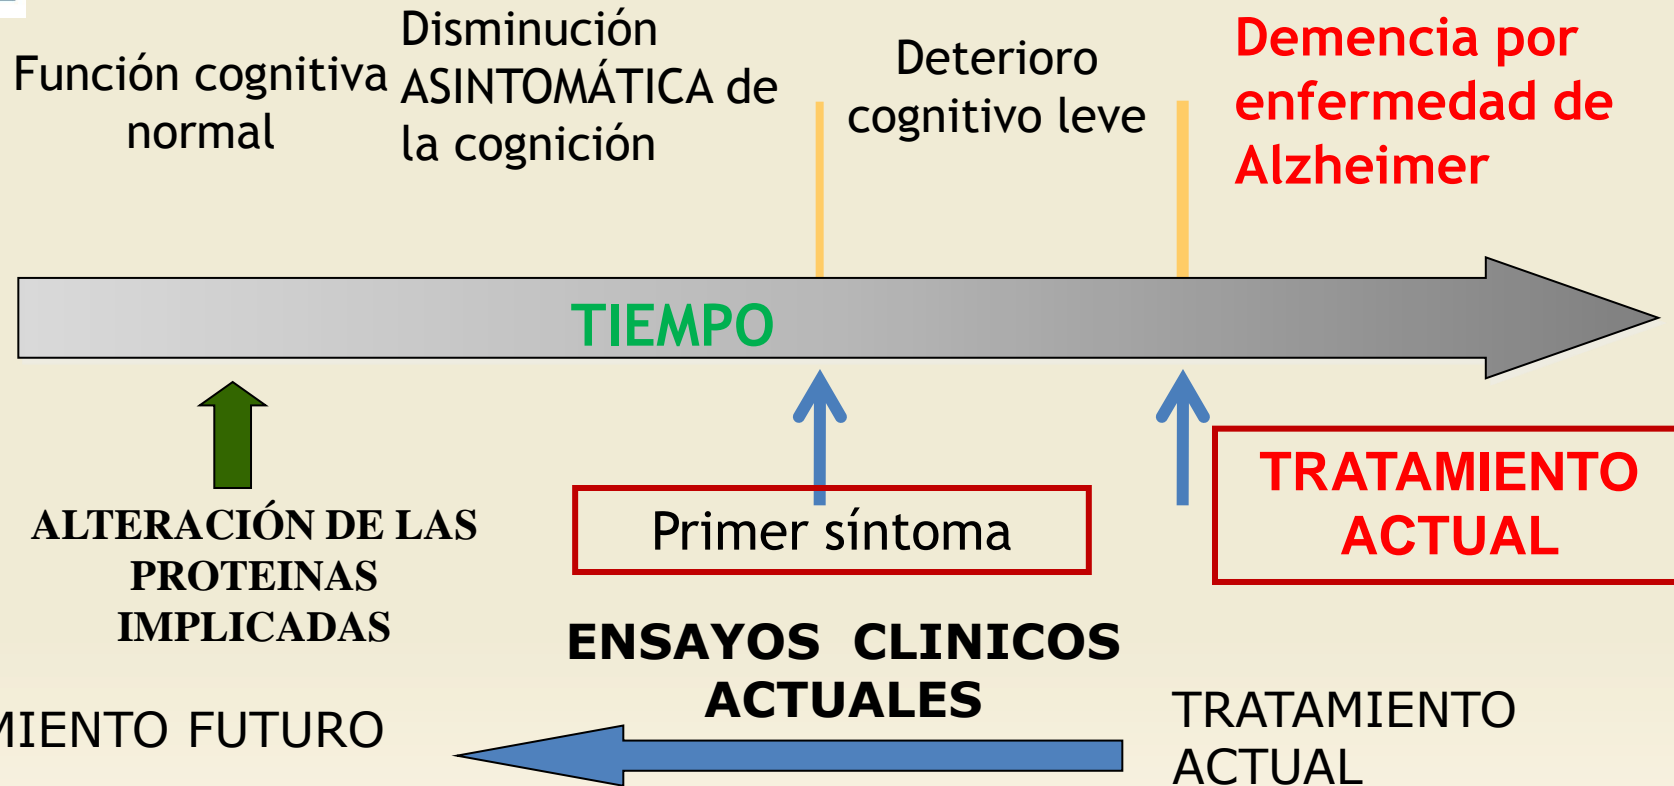 Función cognitiva
normal
Disminución
ASINTOMÁTICA de
la cognición
Deterioro
cognitivo leve
Demencia por
enfermedad de
Alzheimer
TIEMPO
ALTERACIÓN DE LAS
PROTEINAS
IMPLICADAS
Primer síntoma
TRATAMIENTO
ACTUAL
ENSAYOS CLINICOS
ACTUALES
MIENTO FUTURO
TRATAMIENTO
ACTUAL